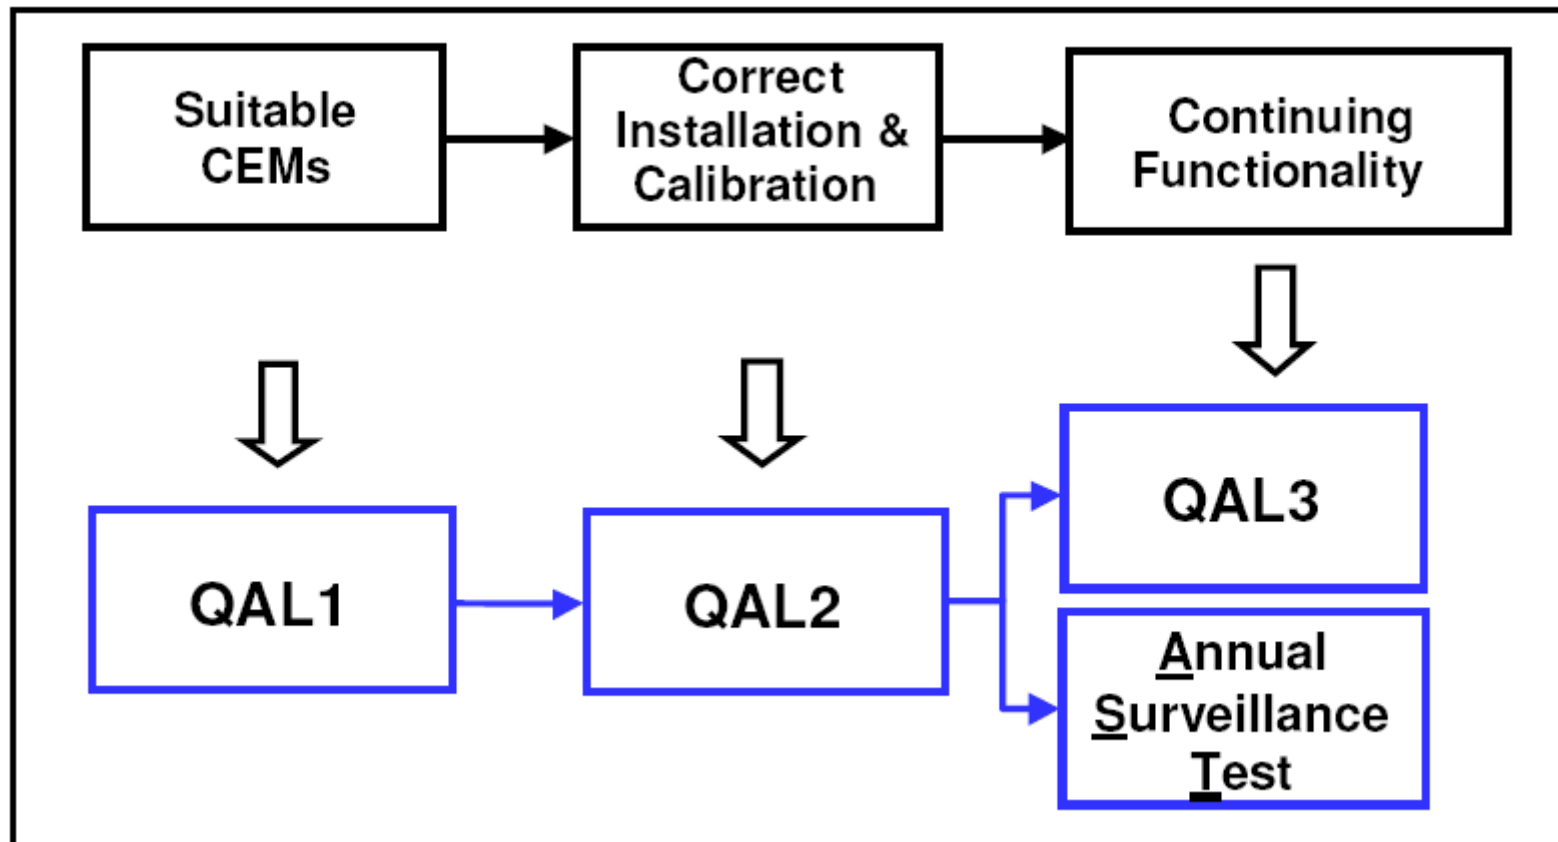 Suitable
CEMs
Correct
Installation &
Calibration
Continuing
Functionality
QAL1
QAL2
QAL3
Annual
Surveillance
Test